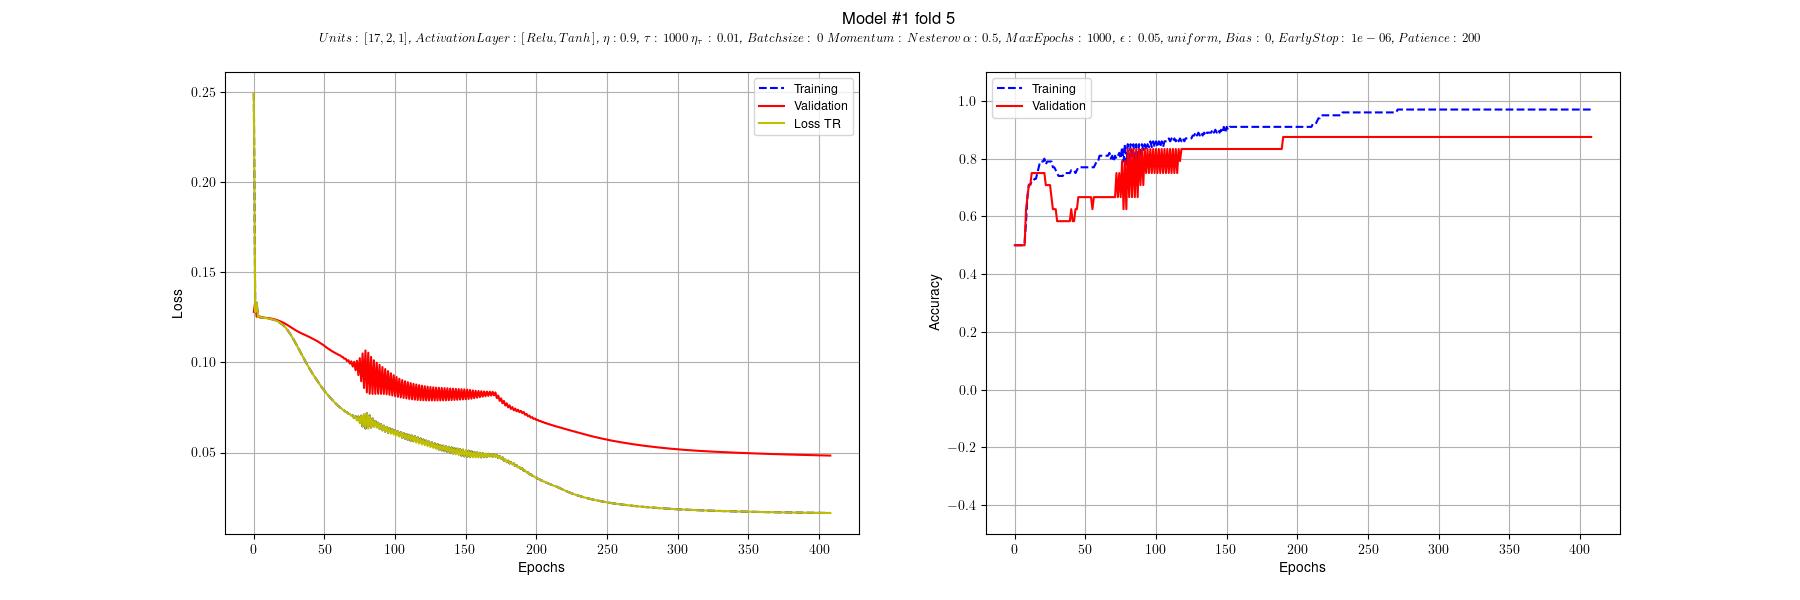 Model #1 fold 5
Units : [17, 2, 1], ActivationLayer : [Relu, Tanh], η : 0.9, τ : 1000 η_τ : 0.01, Batchsize : 0 Momentum : Nesterov α : 0.5, MaxEpochs : 1000, ϵ : 0.05, uniform, Bias : 0, EarlyStop : 1e − 06, Patience : 200
Loss
0.25
0.20
0.15
0.10
0.05
0 50 100 150 200 250 300 350 400
Epochs
Training
Validation
Loss TR
Accuracy
1.0
0.8
0.6
0.4
0.2
0.0
−0.2
−0.4
0 50 100 150 200 250 300 350 400
Epochs
Training
Validation